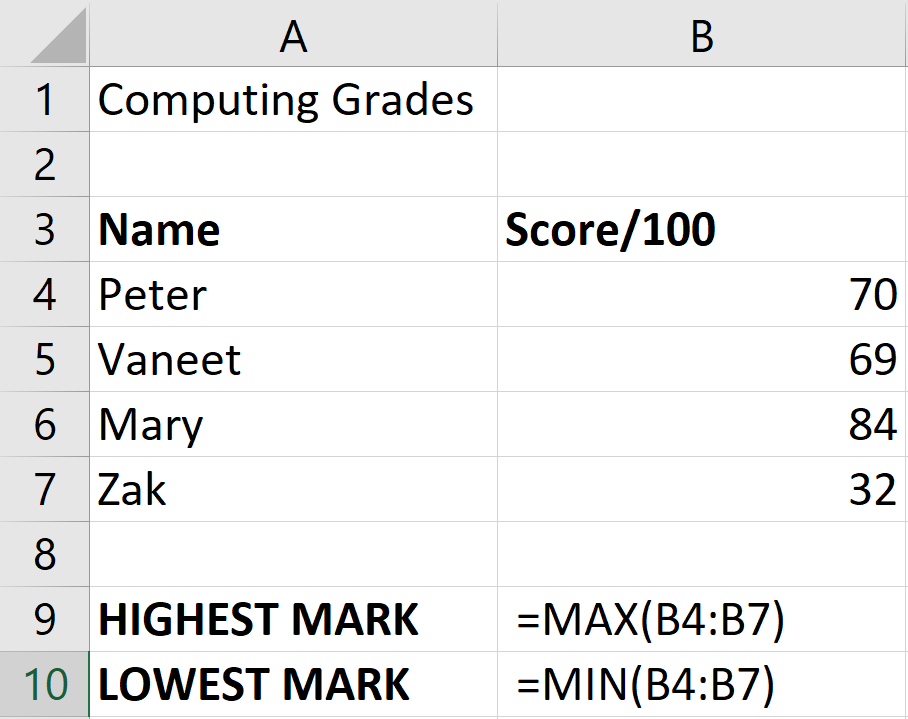 A B
1 Computing Grades
2
3 Name Score/100
4 Peter 70
5 Vaneet 69
6 Mary 84
7 Zak 32
8
9 HIGHEST MARK =MAX(B4:B7)
10 LOWEST MARK =MIN(B4:B7)